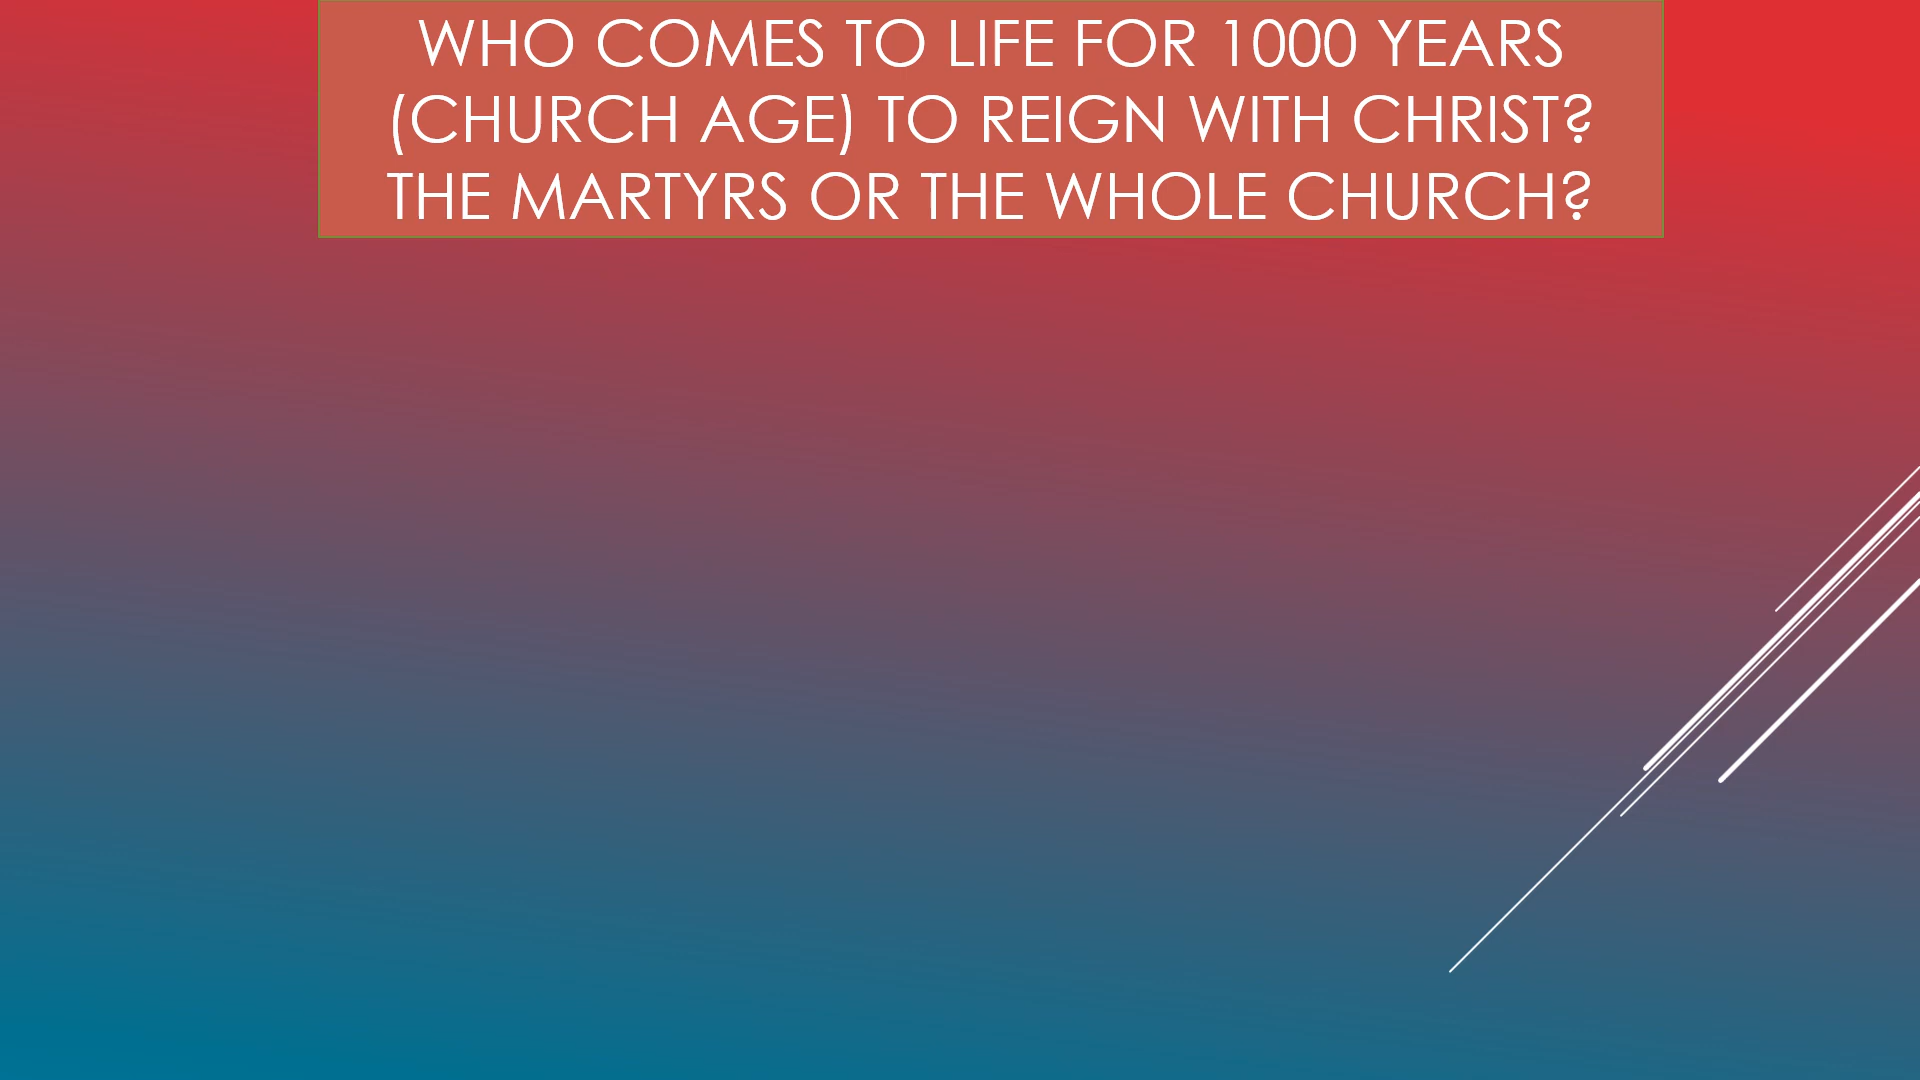 WHO COMES TO LIFE FOR 1000 YEARS
(CHURCH AGE) TO REIGN WITH CHRIST?
THE MARTYRS OR THE WHOLE CHURCH?